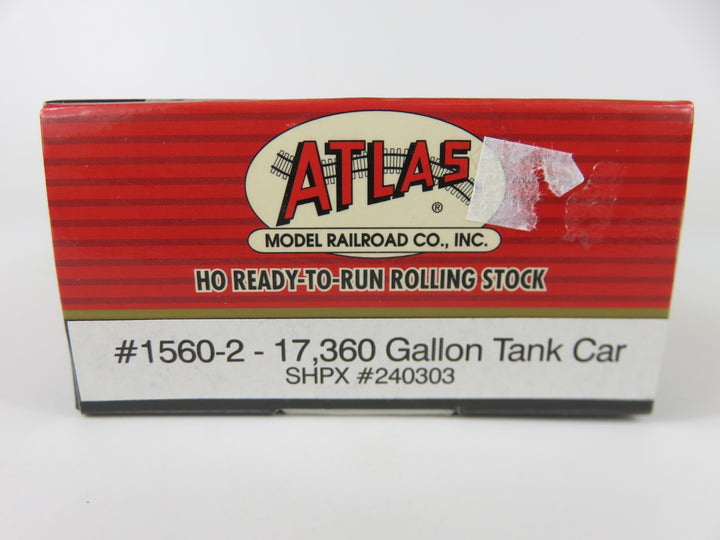 ATLAS
®
MODEL RAILROAD CO., INC.
HO READY-TO-RUN ROLLING STOCK
#1560-2 - 17,360 Gallon Tank Car
SHPX #240303